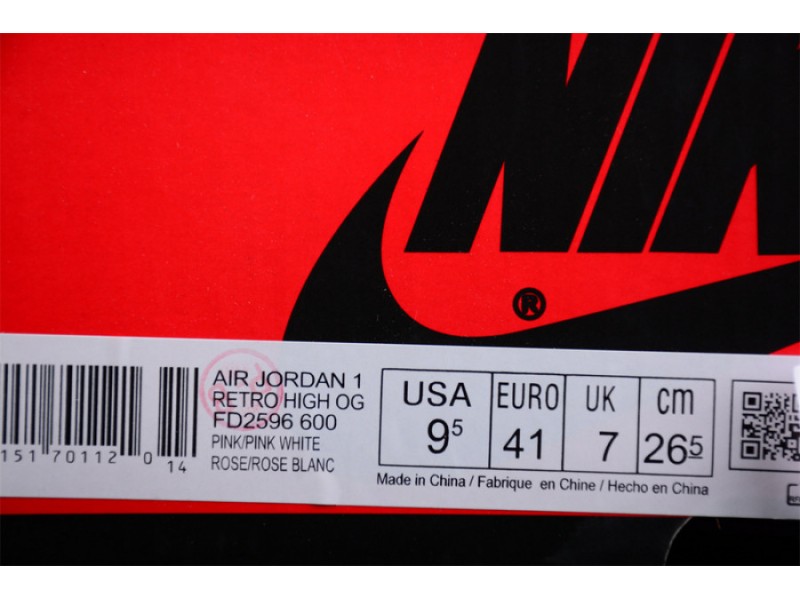 NIK
®
AIR JORDAN 1
RETRO HIGH OG
FD2596 600
PINK/PINK WHITE
ROSE/ROSE BLANC
151 70112 0 14
USA EURO UK cm
9⁵ 41 7 26⁵
Made in China / Fabrique en Chine / Hecho en China